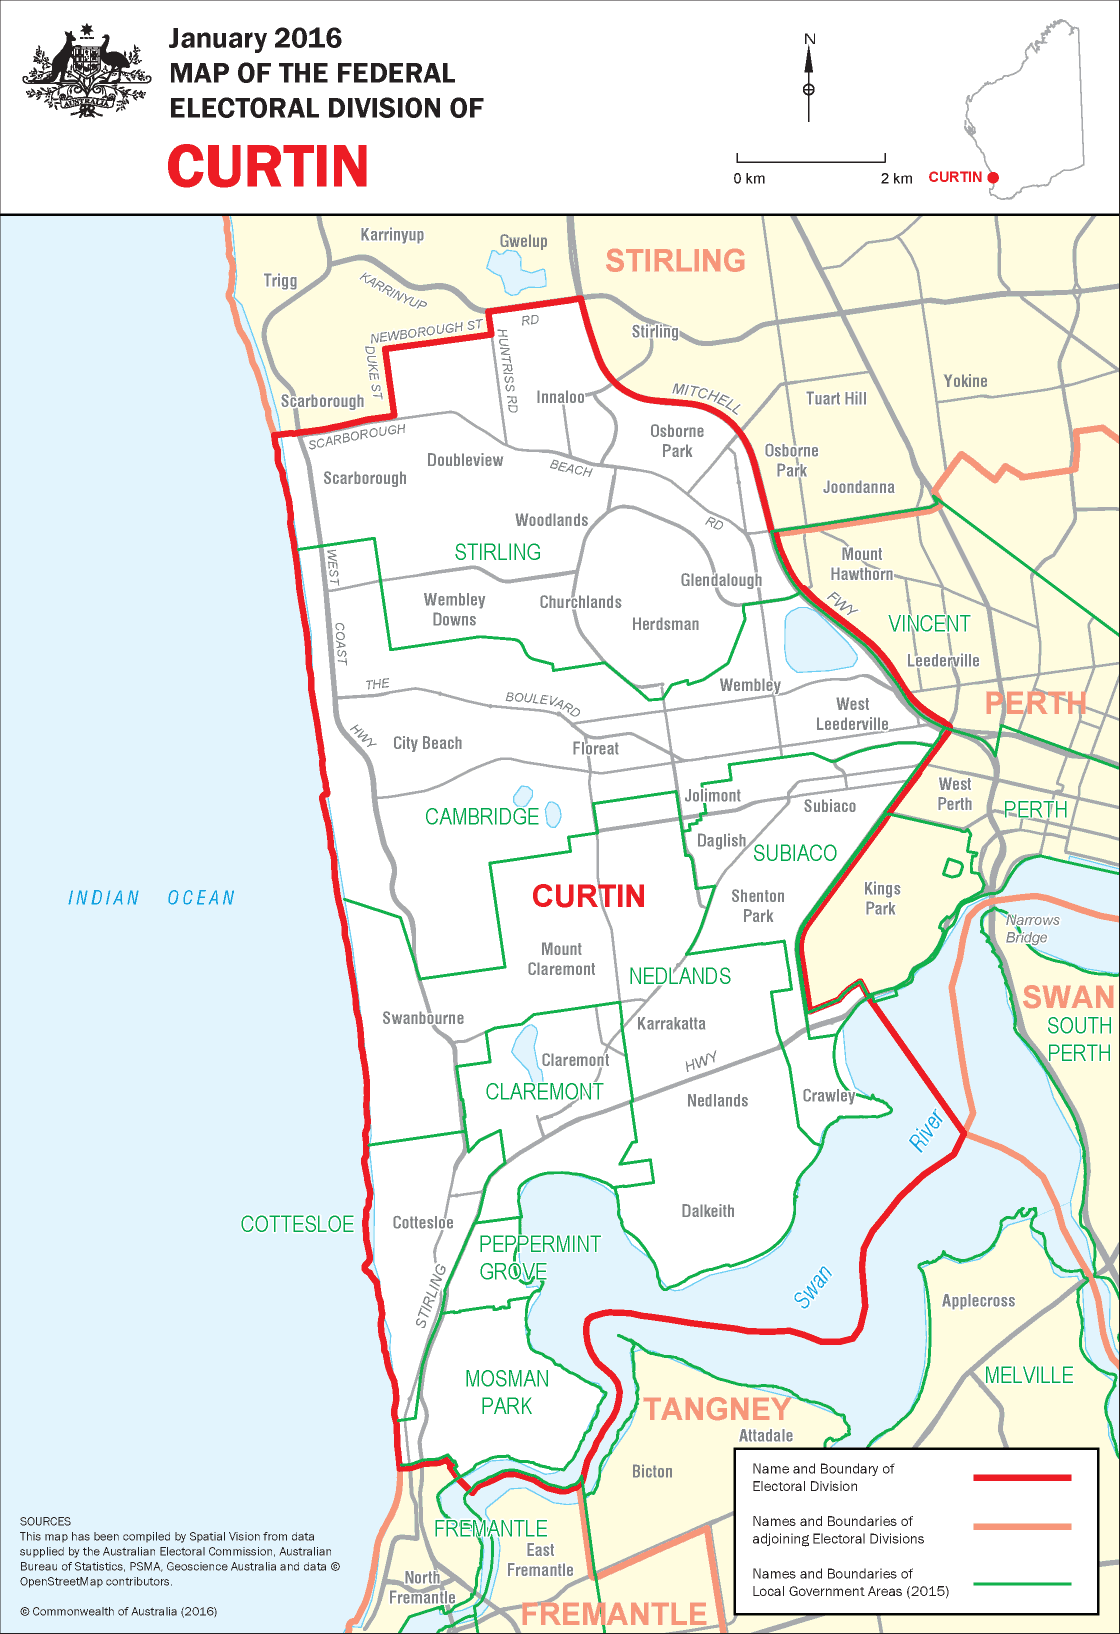 January 2016
MAP OF THE FEDERAL
ELECTORAL DIVISION OF
CURTIN
AUSTRALIA
N
0 km
2 km
CURTIN
Karrinyup
Gwelup
STIRLING
Trigg
KARRINYUP
RD
NEWBOROUGH ST
Stirling
DUKE ST
HUNTRISS RD
Yokine
MITCHELL
Innaloo
Tuart Hill
Scarborough
SCARBOROUGH
Osborne
Park
Osborne
Park
Doubleview
BEACH
Scarborough
Joondanna
Woodlands
RD
STIRLING
WEST
Mount
Hawthorn
Glendalough
Wembley
Downs
Churchlands
FWY
Herdsman
VINCENT
COAST
Leederville
THE
Wembley
BOULEVARD
PERTH
West
Leederville
HWY
City Beach
Floreat
Jolimont
West
Perth
Subiaco
CAMBRIDGE
PERTH
Daglish
SUBIACO
INDIAN OCEAN
CURTIN
Shenton
Park
Kings
Park
Narrows
Bridge
Mount
Claremont
NEDLANDS
SWAN
Swanbourne
Karrakatta
SOUTH
PERTH
Claremont
HWY
CLAREMONT
Nedlands
Crawley
River
COTTESLOE
Cottesloe
Dalkeith
PEPPERMINT
GROVE
Swan
STIRLING
Applecross
MOSMAN
PARK
MELVILLE
TANGNEY
Attadale
Bicton
FREMANTLE
East
Fremantle
North
Fremantle
FREMANTLE
Name and Boundary of
Electoral Division
Names and Boundaries of
adjoining Electoral Divisions
Names and Boundaries of
Local Government Areas (2015)
SOURCES
This map has been compiled by Spatial Vision from data
supplied by the Australian Electoral Commission, Australian
Bureau of Statistics, PSMA, Geoscience Australia and data ©
OpenStreetMap contributors.
© Commonwealth of Australia (2016)